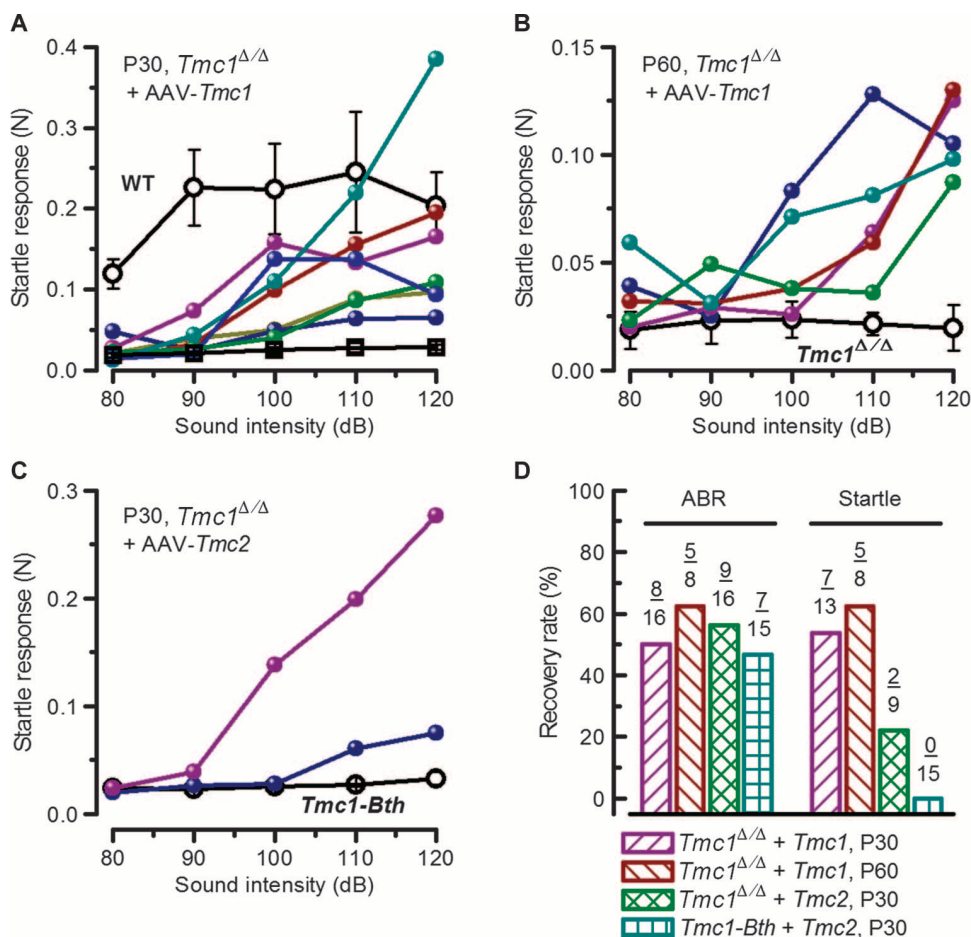 A
P30, Tmc1Δ/Δ
+ AAV-Tmc1
WT
Startle response (N)
0.4
0.3
0.2
0.1
0.0
80 90 100 110 120
Sound intensity (dB)
B
P60, Tmc1Δ/Δ
+ AAV-Tmc1
Startle response (N)
0.15
0.10
0.05
0.00
Tmc1Δ/Δ
80 90 100 110 120
Sound intensity (dB)
C
P30, Tmc1Δ/Δ
+ AAV-Tmc2
Startle response (N)
0.3
0.2
0.1
0.0
Tmc1-Bth
80 90 100 110 120
Sound intensity (dB)
D
ABR Startle
Recovery rate (%)
100
80
60
40
20
0
8/16
5/8
9/16
7/15
7/13
5/8
2/9
0/15
Tmc1Δ/Δ + Tmc1, P30
Tmc1Δ/Δ + Tmc1, P60
Tmc1Δ/Δ + Tmc2, P30
Tmc1-Bth + Tmc2, P30